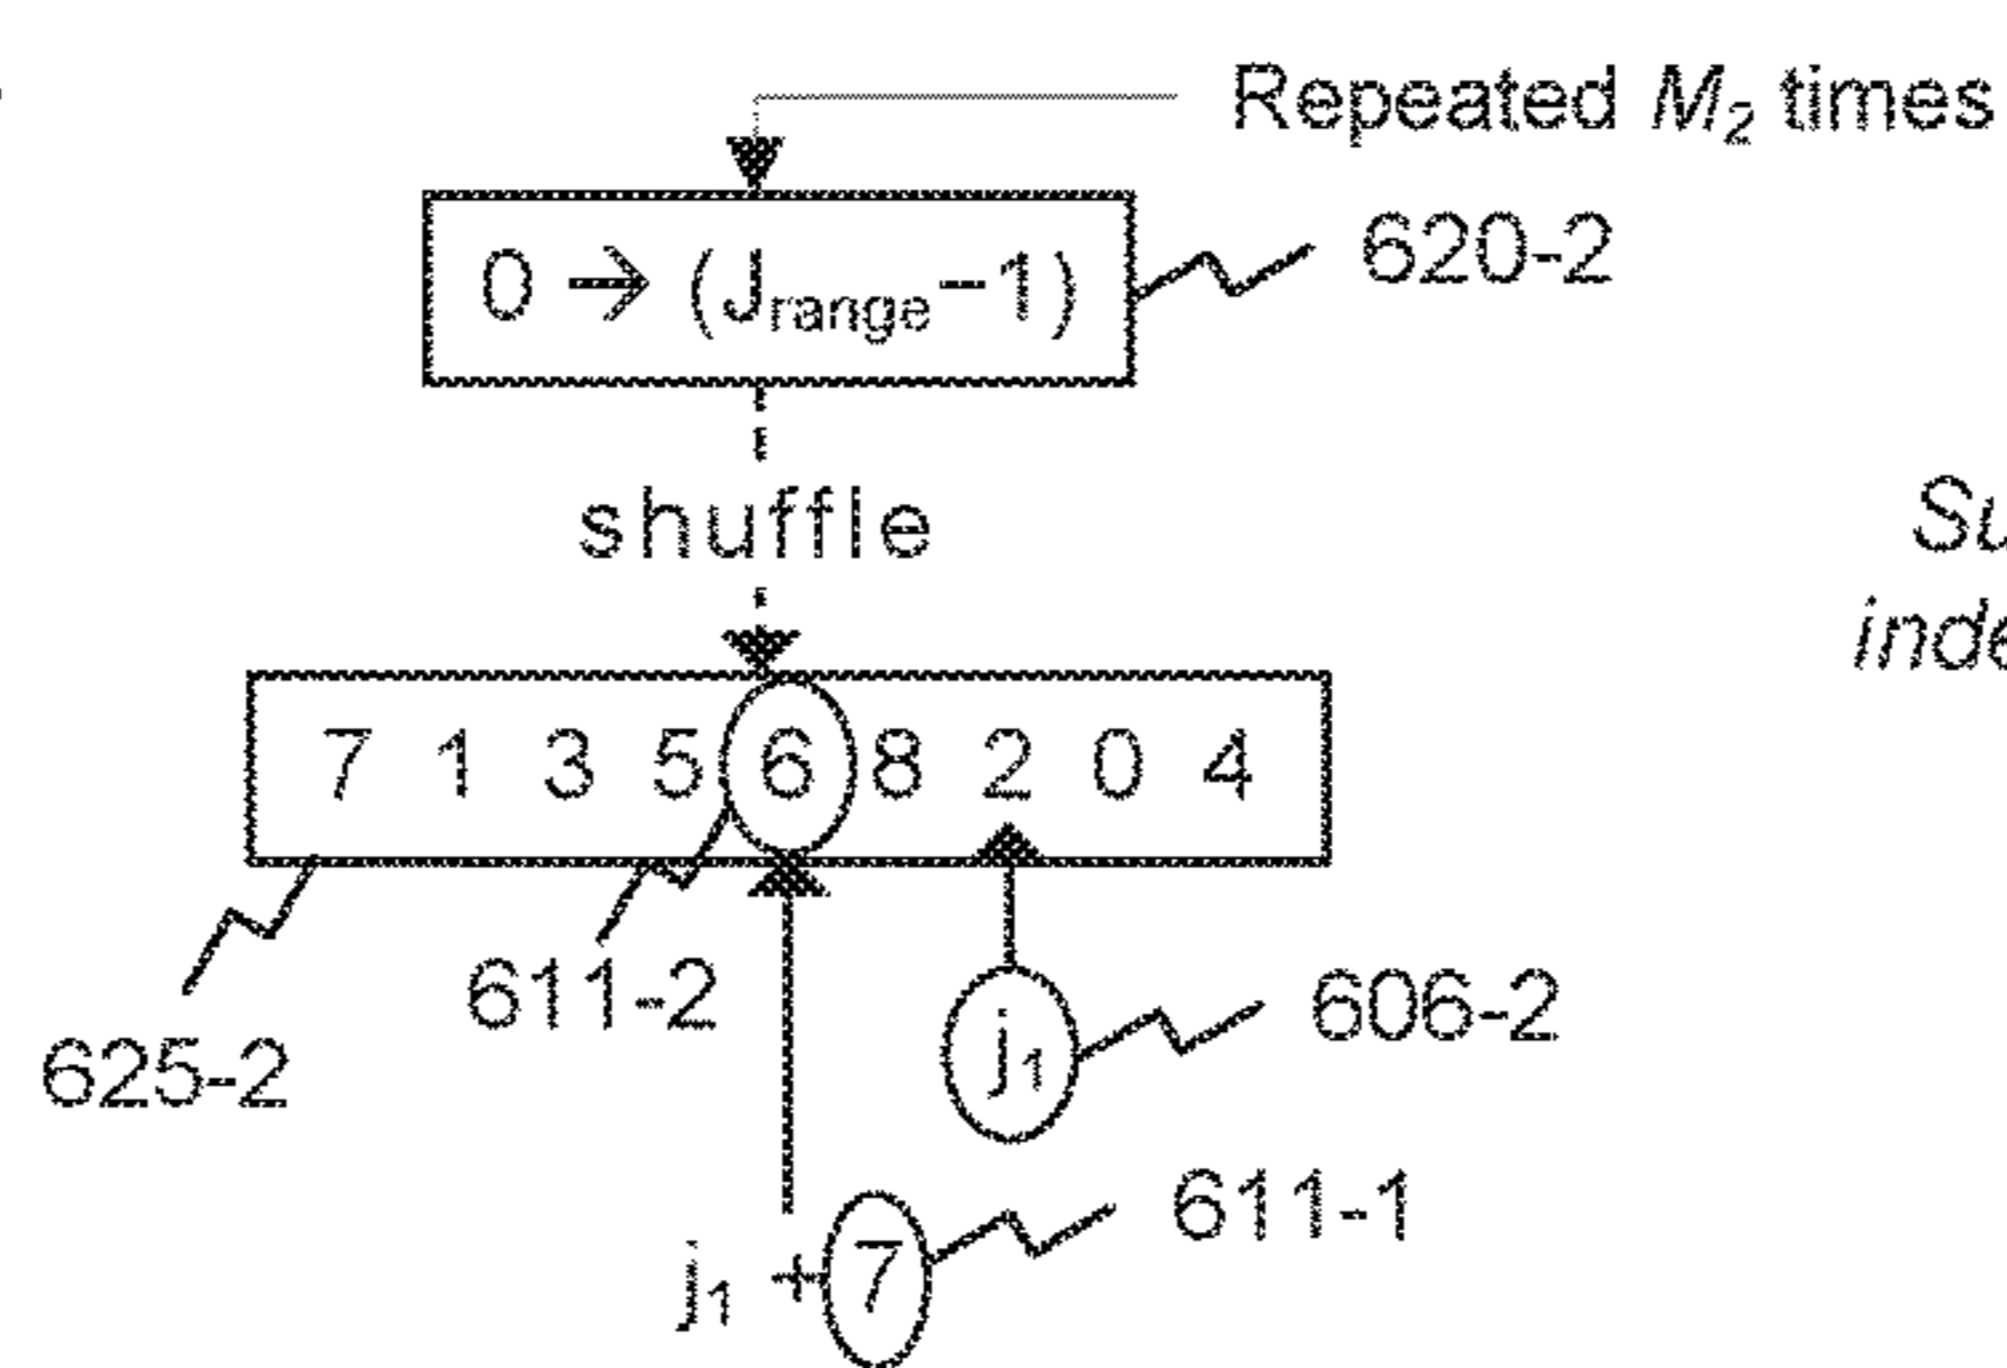 Repeated M₂ times
0 → (Jrange−1)
620-2
shuffle
7 1 3 5 6 8 2 0 4
611-2
606-2
j₁
625-2
611-1
j₁ + 7